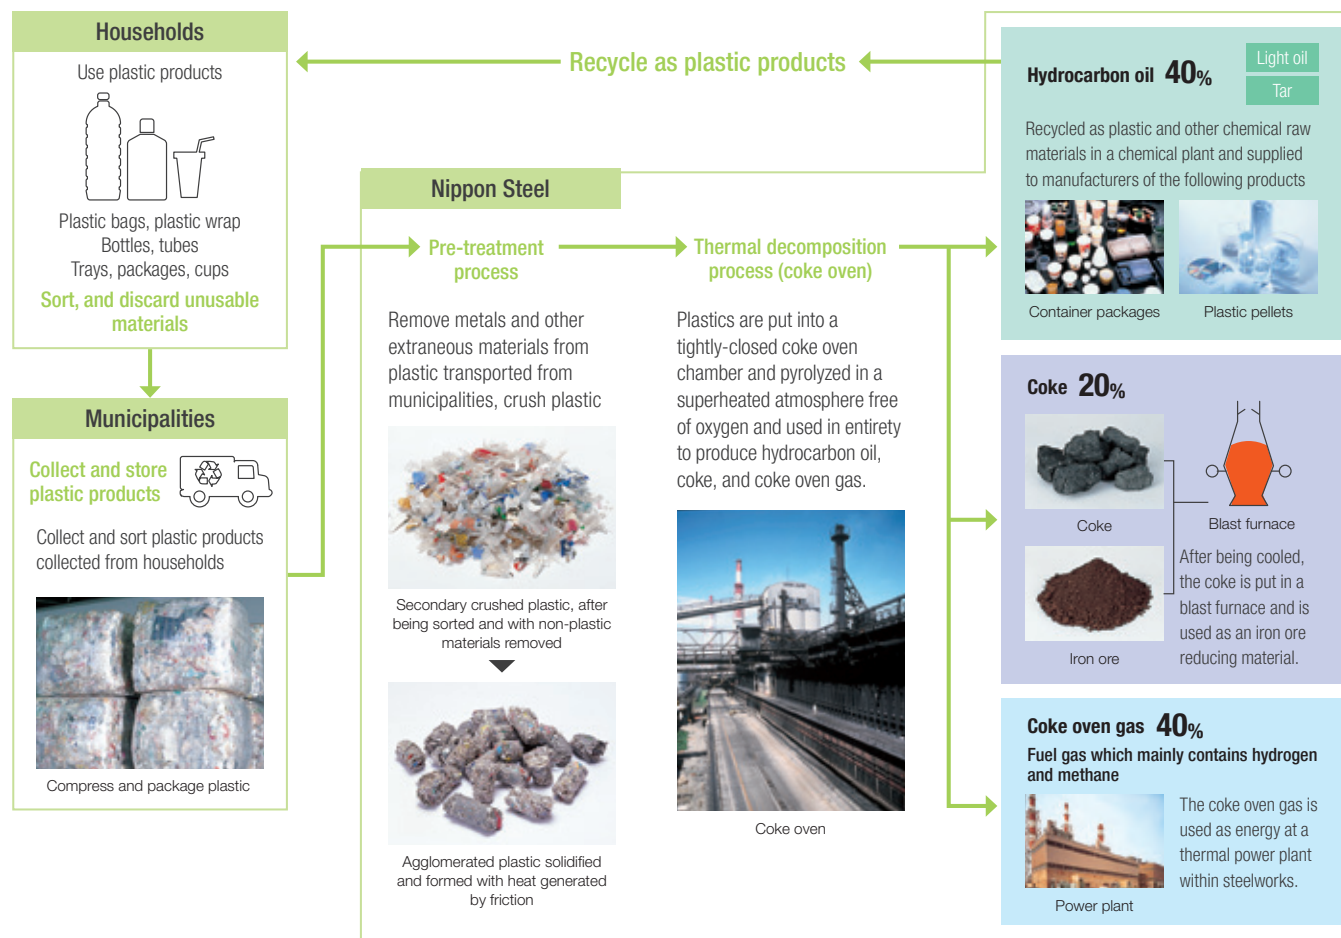 Households
Use plastic products
Plastic bags, plastic wrap
Bottles, tubes
Trays, packages, cups
Sort, and discard unusable
materials
Municipalities
Collect and store
plastic products
Collect and sort plastic products
collected from households
Compress and package plastic
Recycle as plastic products
Nippon Steel
Pre-treatment
process
Remove metals and other
extraneous materials from
plastic transported from
municipalities, crush plastic
Secondary crushed plastic, after
being sorted and with non-plastic
materials removed
Agglomerated plastic solidified
and formed with heat generated
by friction
Thermal decomposition
process (coke oven)
Plastics are put into a
tightly-closed coke oven
chamber and pyrolyzed in a
superheated atmosphere free
of oxygen and used in entirety
to produce hydrocarbon oil,
coke, and coke oven gas.
Coke oven
Hydrocarbon oil 40%
Light oil
Tar
Recycled as plastic and other chemical raw
materials in a chemical plant and supplied
to manufacturers of the following products
Container packages
Plastic pellets
Coke 20%
Coke
Blast furnace
Iron ore
After being cooled,
the coke is put in a
blast furnace and is
used as an iron ore
reducing material.
Coke oven gas 40%
Fuel gas which mainly contains hydrogen
and methane
Power plant
The coke oven gas is
used as energy at a
thermal power plant
within steelworks.